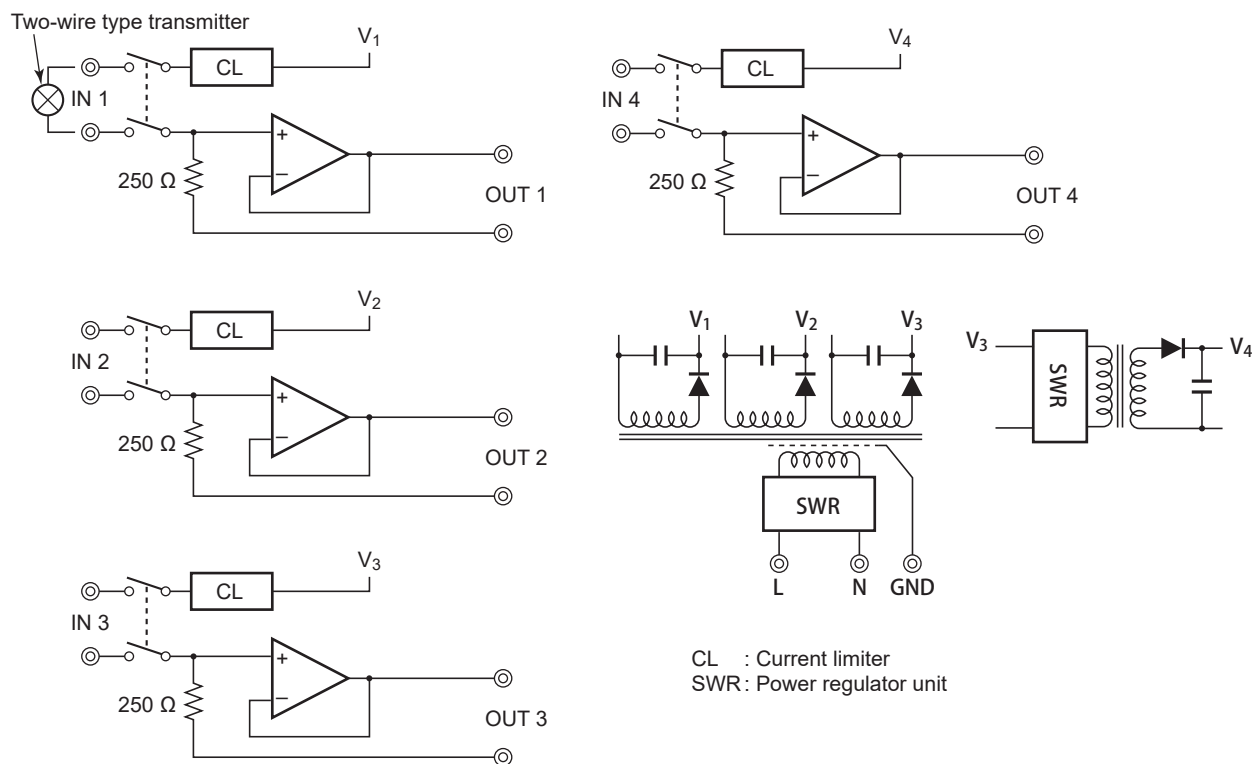 Two-wire type transmitter
V1
CL
IN 1
+
−
250 Ω
OUT 1
V4
CL
IN 4
+
−
250 Ω
OUT 4
V2
CL
IN 2
+
−
250 Ω
OUT 2
V1
V2
V3
SWR
L
N
GND
V3
SWR
V4
V3
CL
IN 3
+
−
250 Ω
OUT 3
CL : Current limiter
SWR : Power regulator unit